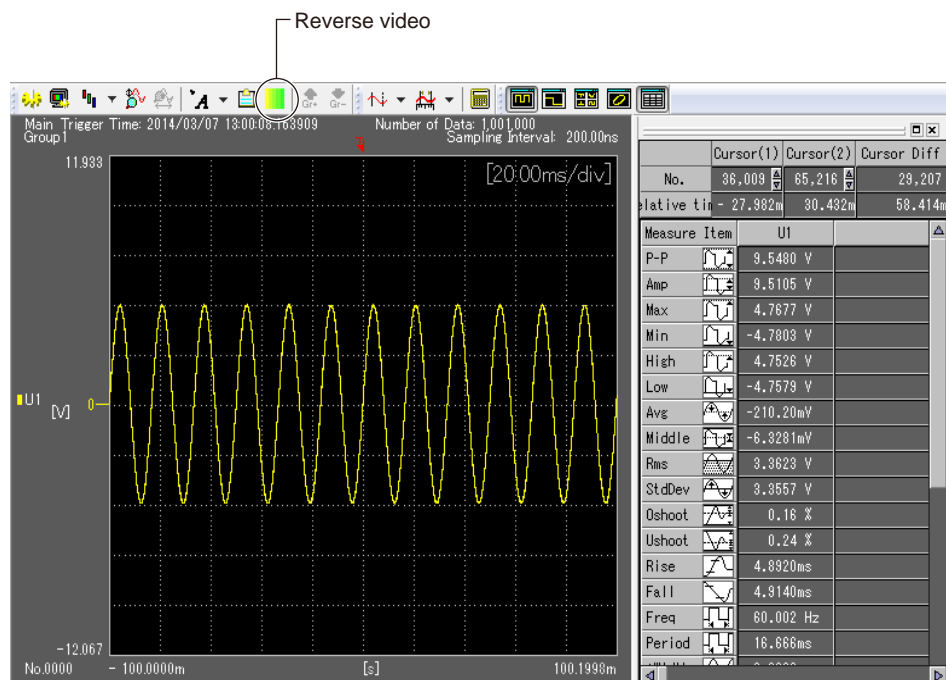 Reverse video
A
Gr+ Gr-
Main Trigger Time: 2014/03/07 13:00:08.163909 Number of Data: 1,001,000
Group1 Sampling Interval: 200.00ns
11.933 [20.00ms/div]
U1 [V] 0
-12.067
No.0000 - 100.0000m [s] 100.1998m
Cursor(1) Cursor(2) Cursor Diff
No. 36,009 65,216 29,207
elative tim - 27.982m 30.432m 58.414m
Measure Item U1
P-P 9.5480 V
Amp 9.5105 V
Max 4.7677 V
Min -4.7803 V
High 4.7526 V
Low -4.7579 V
Avg -210.20mV
Middle -6.3281mV
Rms 3.3623 V
StdDev 3.3557 V
Oshoot 0.16 %
Ushoot 0.24 %
Rise 4.8920ms
Fall 4.9140ms
Freq 60.002 Hz
Period 16.666ms